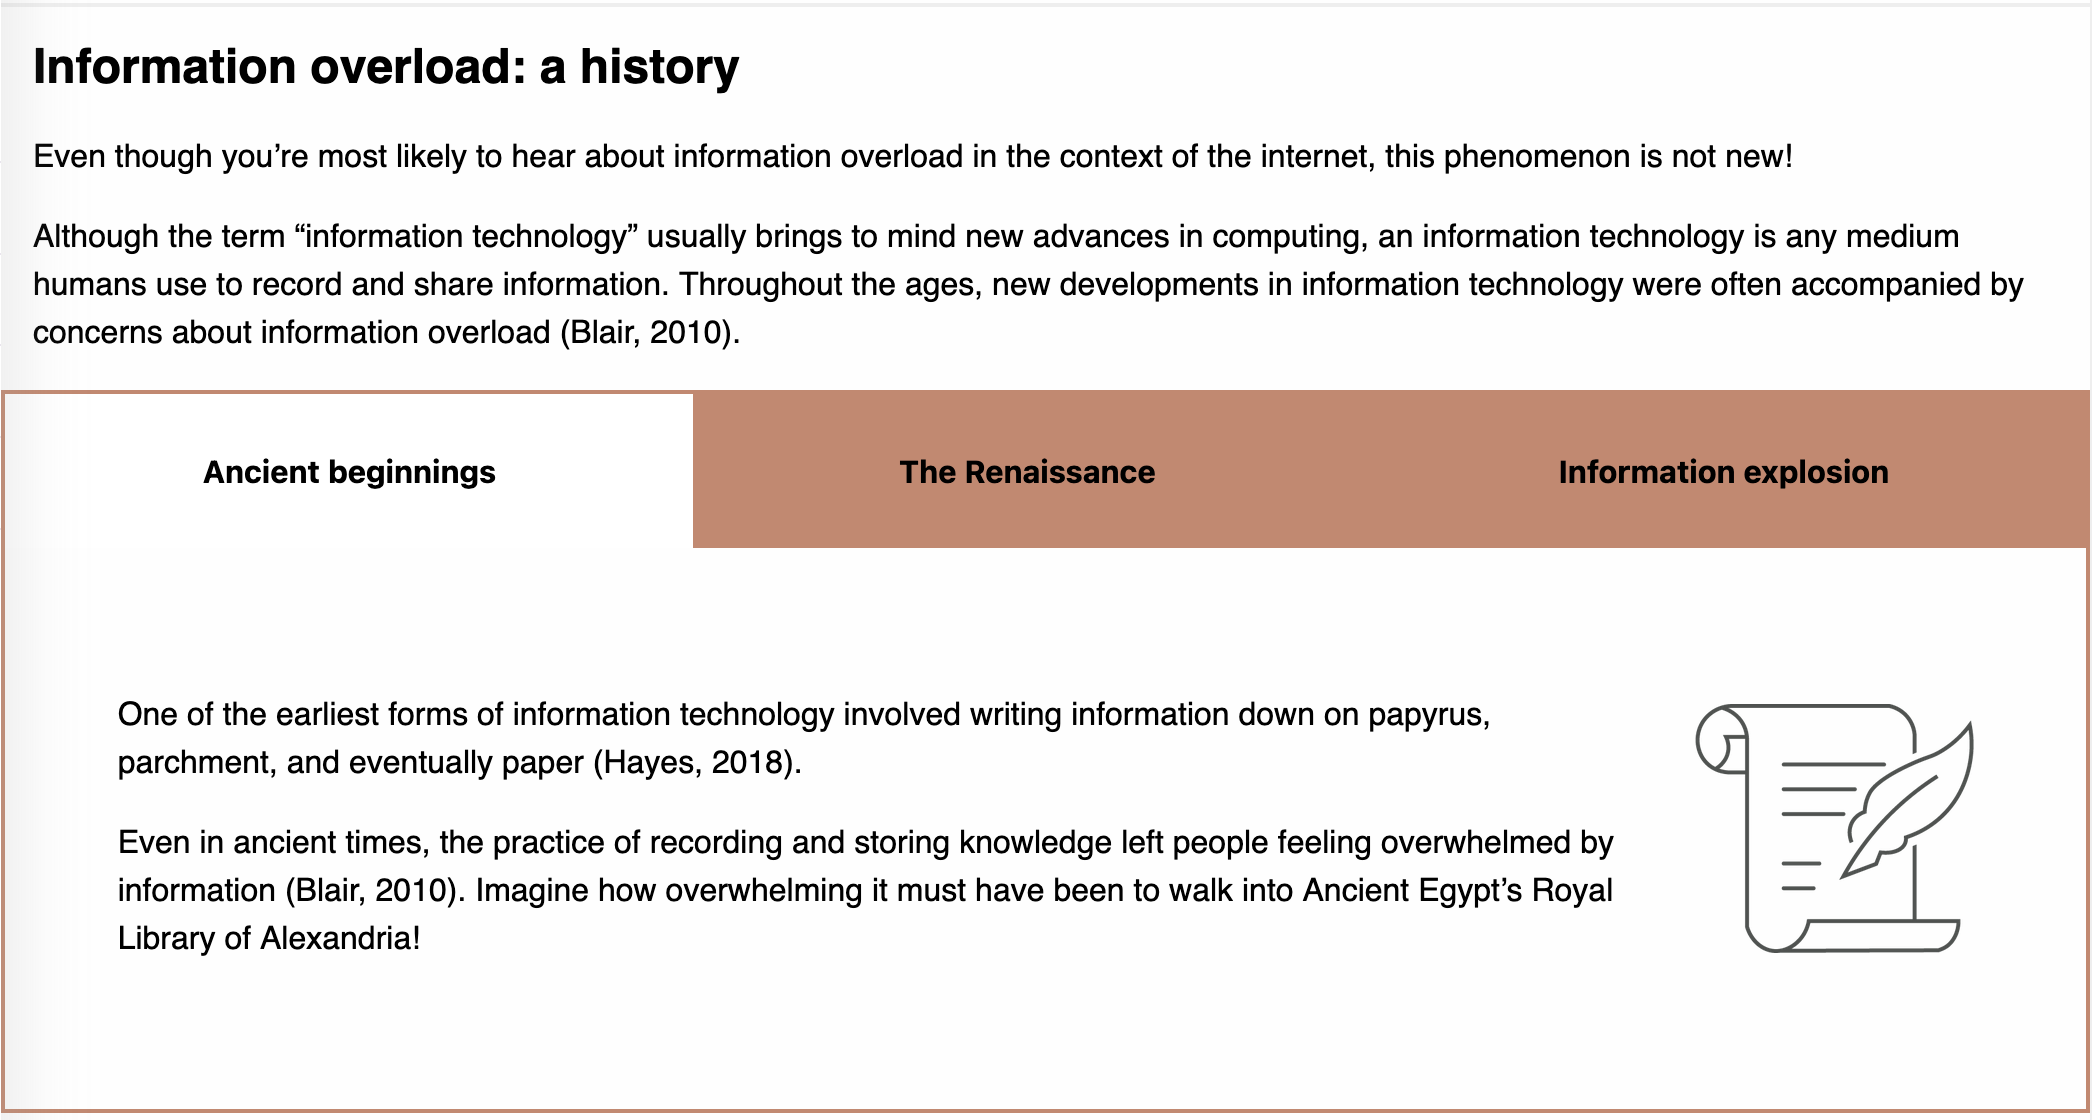 Information overload: a history
Even though you’re most likely to hear about information overload in the context of the internet, this phenomenon is not new!
Although the term “information technology” usually brings to mind new advances in computing, an information technology is any medium
humans use to record and share information. Throughout the ages, new developments in information technology were often accompanied by
concerns about information overload (Blair, 2010).
Ancient beginnings
The Renaissance
Information explosion
One of the earliest forms of information technology involved writing information down on papyrus,
parchment, and eventually paper (Hayes, 2018).
Even in ancient times, the practice of recording and storing knowledge left people feeling overwhelmed by
information (Blair, 2010). Imagine how overwhelming it must have been to walk into Ancient Egypt’s Royal
Library of Alexandria!